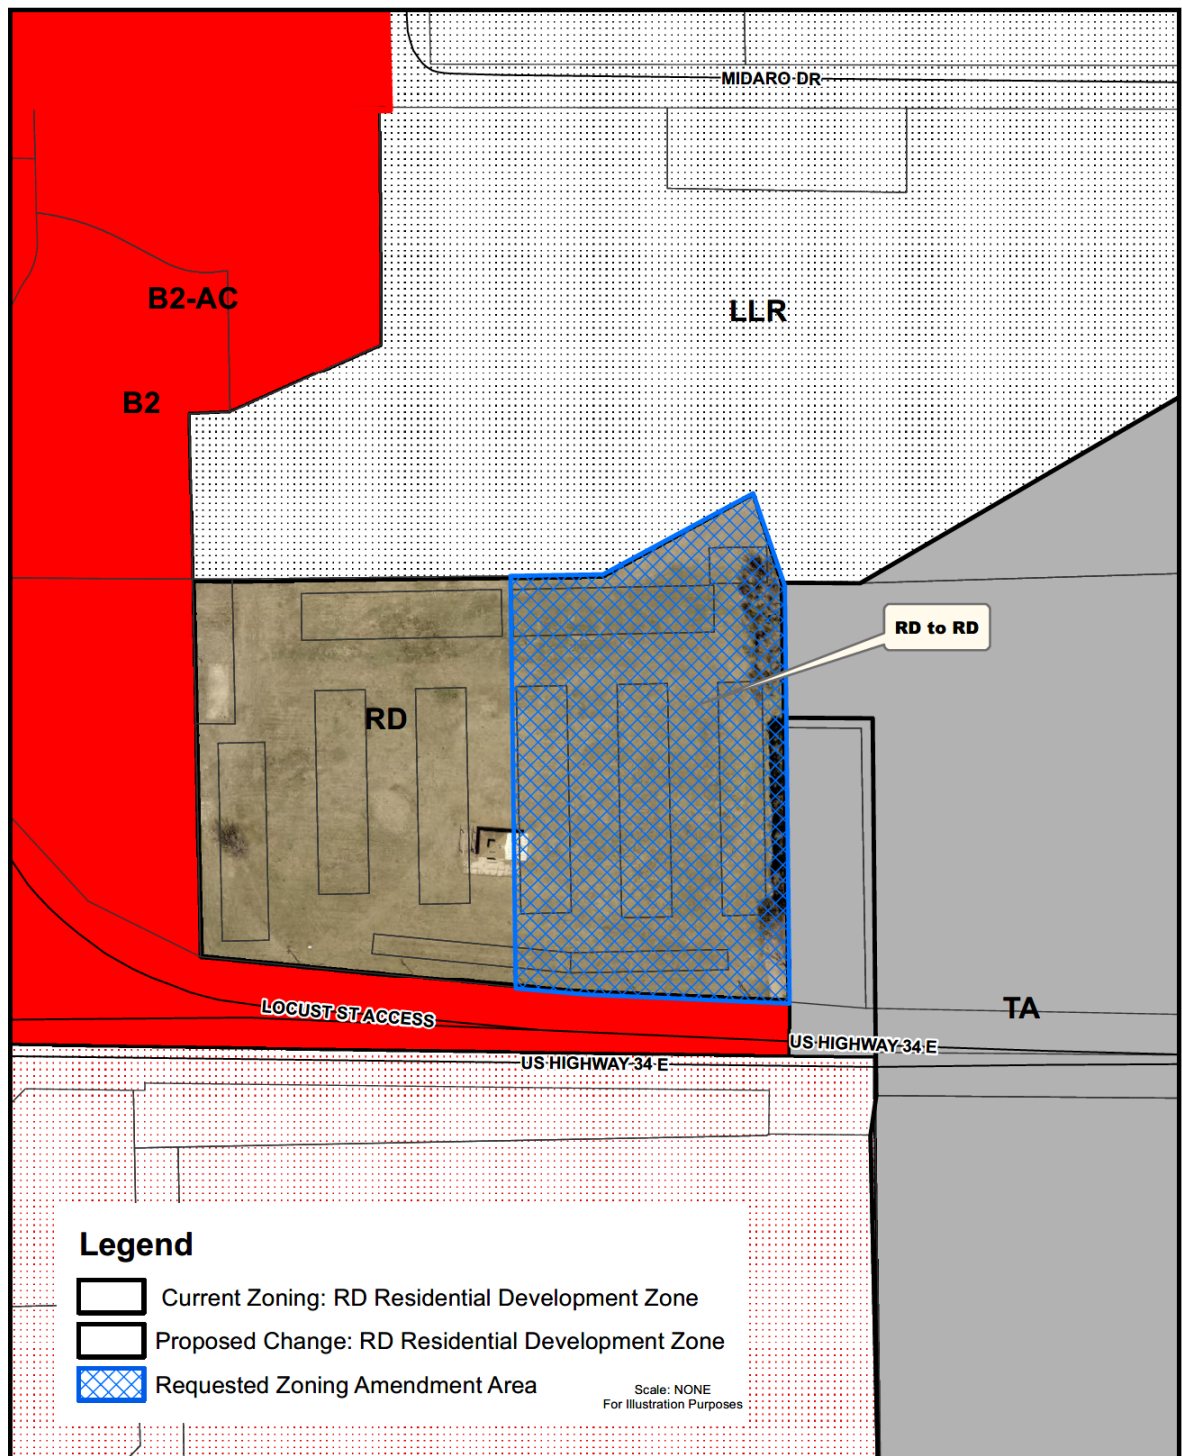 MIDARO DR
B2-AC
LLR
B2
RD to RD
RD
TA
LOCUST ST ACCESS
US HIGHWAY 34 E
US HIGHWAY 34 E
Legend
Current Zoning: RD Residential Development Zone
Proposed Change: RD Residential Development Zone
Requested Zoning Amendment Area
Scale: NONE
For Illustration Purposes